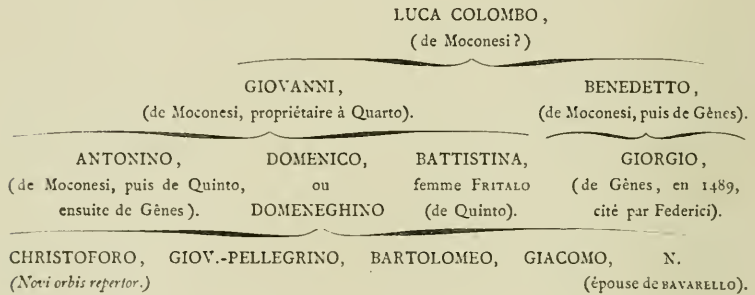 LUCA COLOMBO,
(de Moconesi?)
GIOVANNI,
(de Moconesi, propriétaire à Quarto).
BENEDETTO,
(de Moconesi, puis de Gênes).
ANTONINO,
(de Moconesi, puis de Quinto,
ensuite de Gênes).
DOMENICO,
ou
DOMENEGHINO
BATTISTINA,
femme FRITALO
(de Quinto).
GIORGIO,
(de Gênes, en 1489,
cité par Federici).
CHRISTOFORO,
(Novi orbis repertor.)
GIOV.-PELLEGRINO,
BARTOLOMEO,
GIACOMO,
N.
(épouse de BAVARELLO).